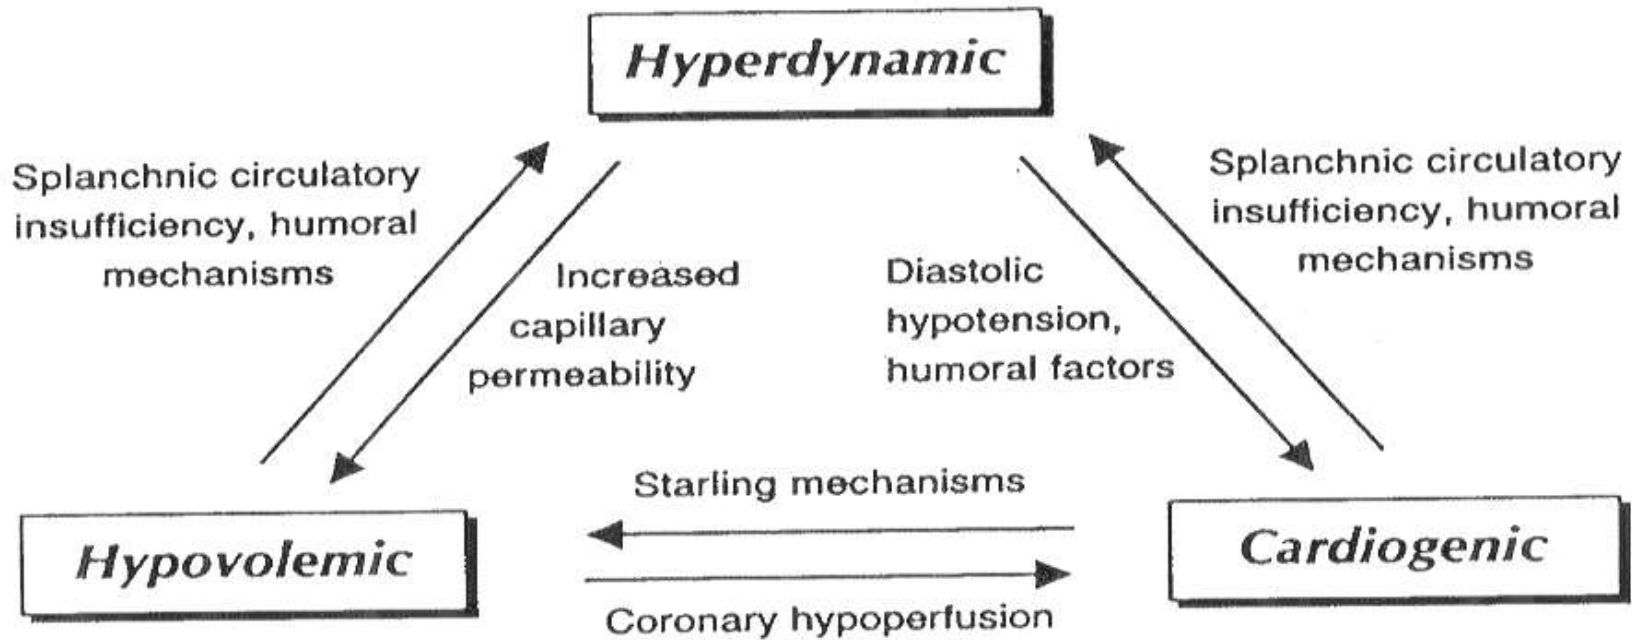 Hyperdynamic
Splanchnic circulatory
insufficiency, humoral
mechanisms
Increased
capillary
permeability
Diastolic
hypotension,
humoral factors
Splanchnic circulatory
insufficiency, humoral
mechanisms
Starling mechanisms
Hypovolemic
Cardiogenic
Coronary hypoperfusion